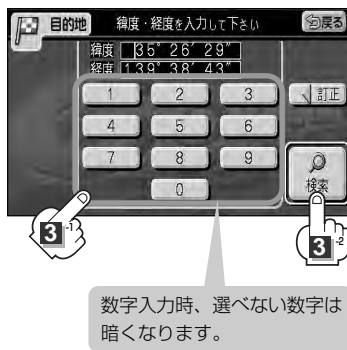 目的地 緯度・経度を入力して下さい 戻る
緯度 35°26'29"
経度 139°38'43"
1 2 3 訂正
4 5 6
7 8 9
0 検索
3-1 3-2
数字入力時、選べない数字は
暗くなります。